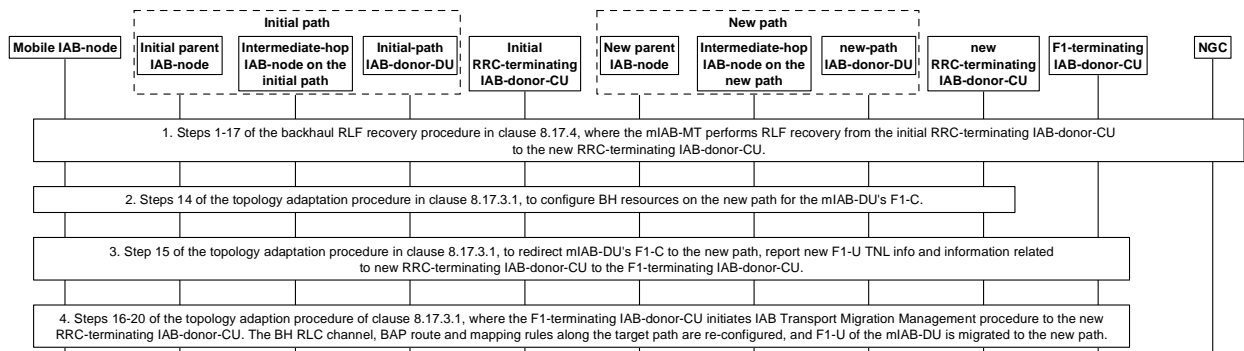 Initial path
New path
Mobile IAB-node
Initial parent
IAB-node
Intermediate-hop
IAB-node on the
initial path
Initial-path
IAB-donor-DU
Initial
RRC-terminating
IAB-donor-CU
New parent
IAB-node
Intermediate-hop
IAB-node on the
new path
new-path
IAB-donor-DU
new
RRC-terminating
IAB-donor-CU
F1-terminating
IAB-donor-CU
NGC
1. Steps 1-17 of the backhaul RLF recovery procedure in clause 8.17.4, where the mIAB-MT performs RLF recovery from the initial RRC-terminating IAB-donor-CU
to the new RRC-terminating IAB-donor-CU.
2. Steps 14 of the topology adaptation procedure in clause 8.17.3.1, to configure BH resources on the new path for the mIAB-DU's F1-C.
3. Step 15 of the topology adaptation procedure in clause 8.17.3.1, to redirect mIAB-DU's F1-C to the new path, report new F1-U TNL info and information related
to new RRC-terminating IAB-donor-CU to the F1-terminating IAB-donor-CU.
4. Steps 16-20 of the topology adaption procedure of clause 8.17.3.1, where the F1-terminating IAB-donor-CU initiates IAB Transport Migration Management procedure to the new
RRC-terminating IAB-donor-CU. The BH RLC channel, BAP route and mapping rules along the target path are re-configured, and F1-U of the mIAB-DU is migrated to the new path.